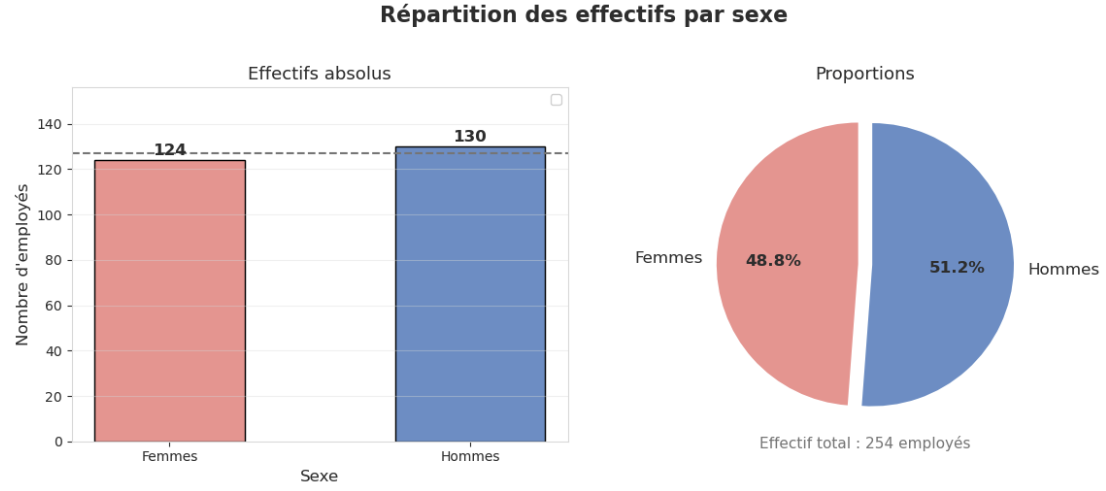 Répartition des effectifs par sexe
Effectifs absolus
Nombre d'employés
140
120
100
80
60
40
20
0
124
130
Femmes
Hommes
Sexe
Proportions
Femmes
48.8%
51.2%
Hommes
Effectif total : 254 employés